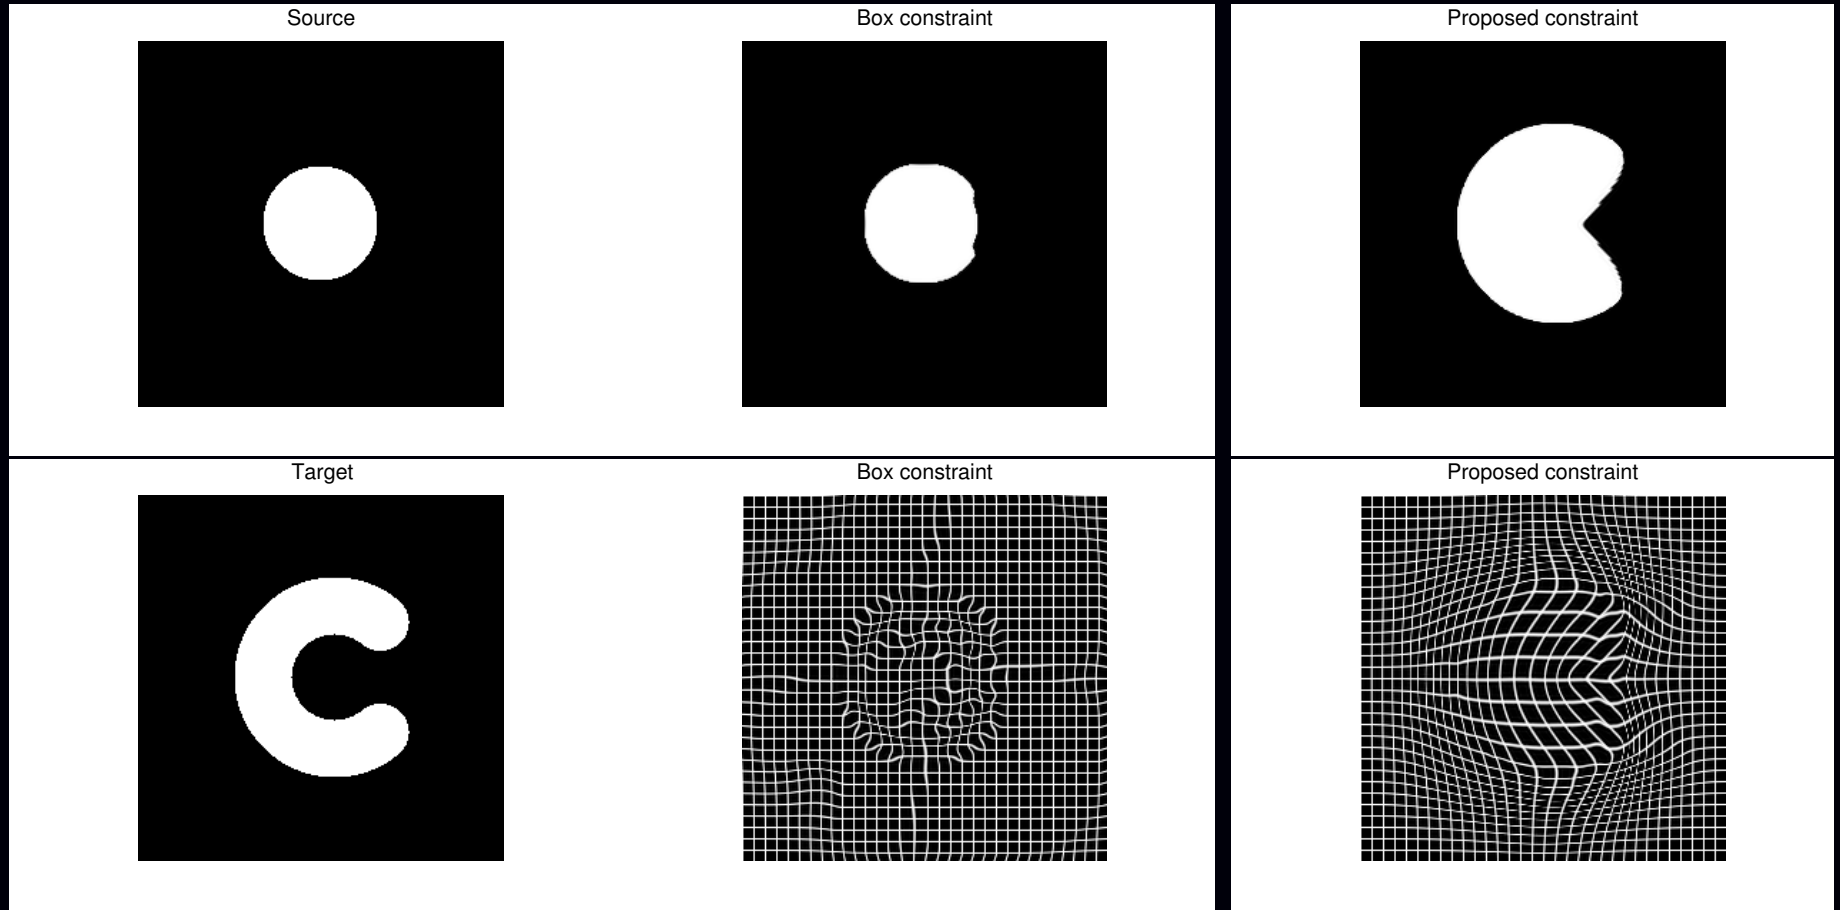 Source
Box constraint
Proposed constraint
Target
Box constraint
Proposed constraint